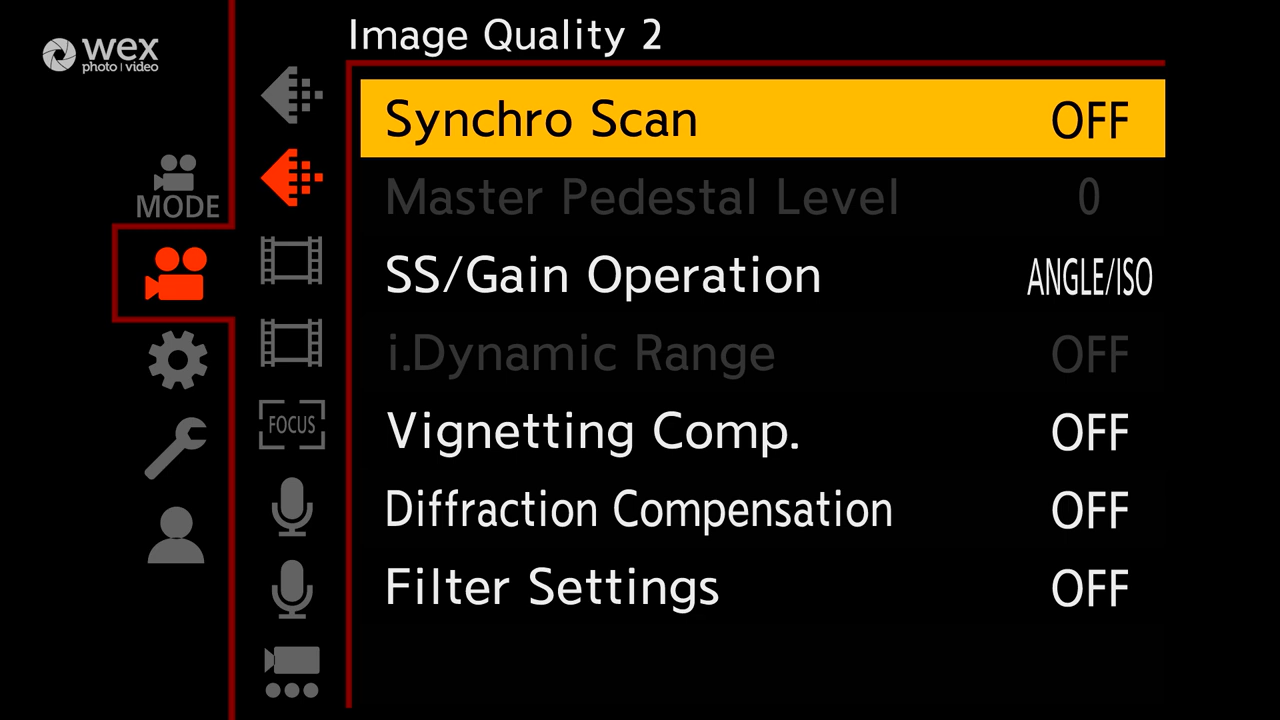 wex
photo | video
MODE
FOCUS
Image Quality 2
Synchro Scan OFF
Master Pedestal Level 0
SS/Gain Operation ANGLE/ISO
i.Dynamic Range OFF
Vignetting Comp. OFF
Diffraction Compensation OFF
Filter Settings OFF